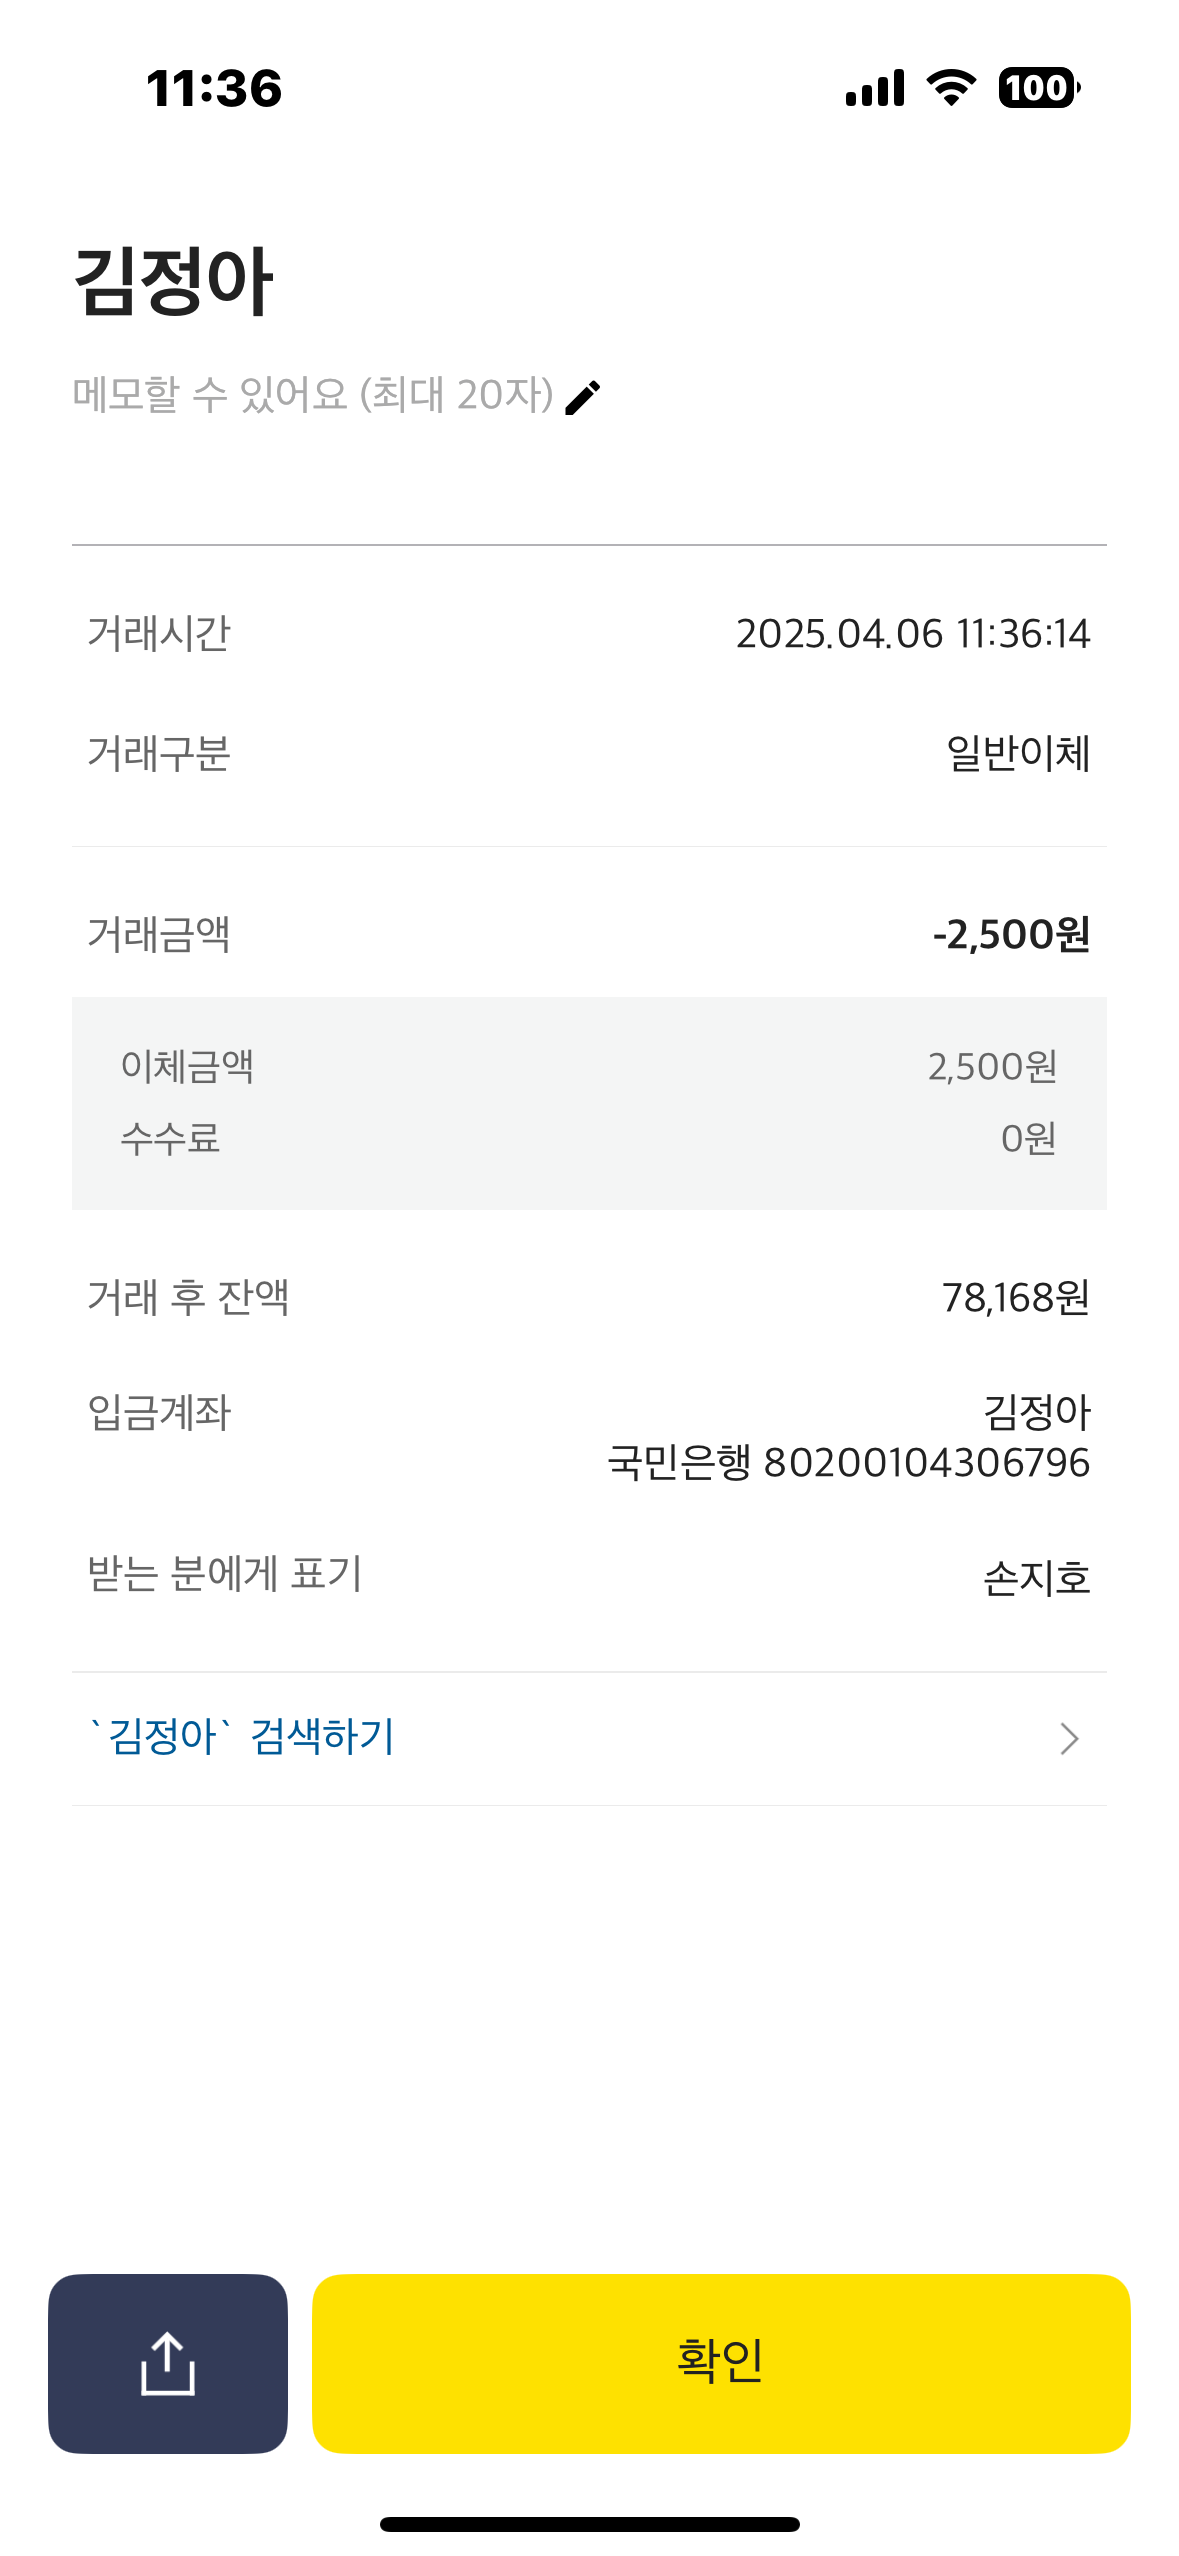 11:36
100
김정아
메모할 수 있어요 (최대 20자)
거래시간 2025.04.06 11:36:14
거래구분 일반이체
거래금액 -2,500원
이체금액 2,500원
수수료 0원
거래 후 잔액 78,168원
입금계좌 김정아
국민은행 80200104306796
받는 분에게 표기 손지호
`김정아` 검색하기
확인